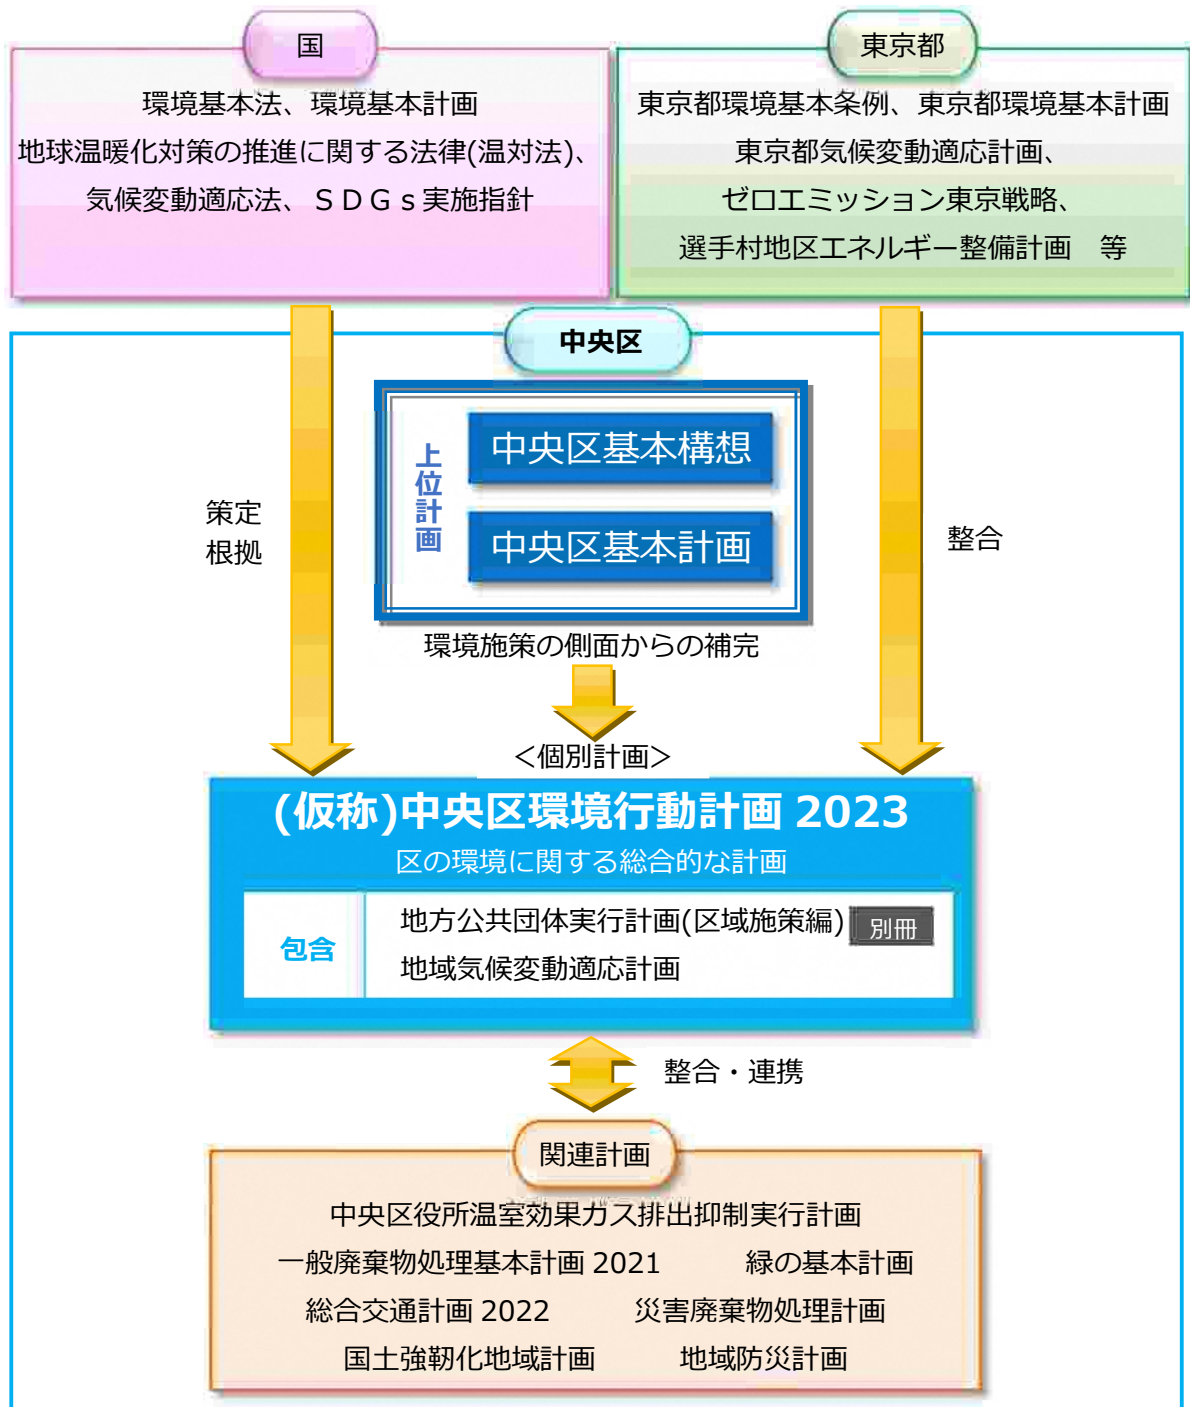 国
環境基本法、環境基本計画
地球温暖化対策の推進に関する法律(温対法)、
気候変動適応法、ＳＤＧｓ実施指針
東京都
東京都環境基本条例、東京都環境基本計画
東京都気候変動適応計画、
ゼロエミッション東京戦略、
選手村地区エネルギー整備計画　等
中央区
上位計画
中央区基本構想
中央区基本計画
策定
根拠
整合
環境施策の側面からの補完
＜個別計画＞
(仮称)中央区環境行動計画 2023
区の環境に関する総合的な計画
包含
地方公共団体実行計画(区域施策編) 別冊
地域気候変動適応計画
整合・連携
関連計画
中央区役所温室効果ガス排出抑制実行計画
一般廃棄物処理基本計画 2021　緑の基本計画
総合交通計画 2022　災害廃棄物処理計画
国土強靭化地域計画　地域防災計画